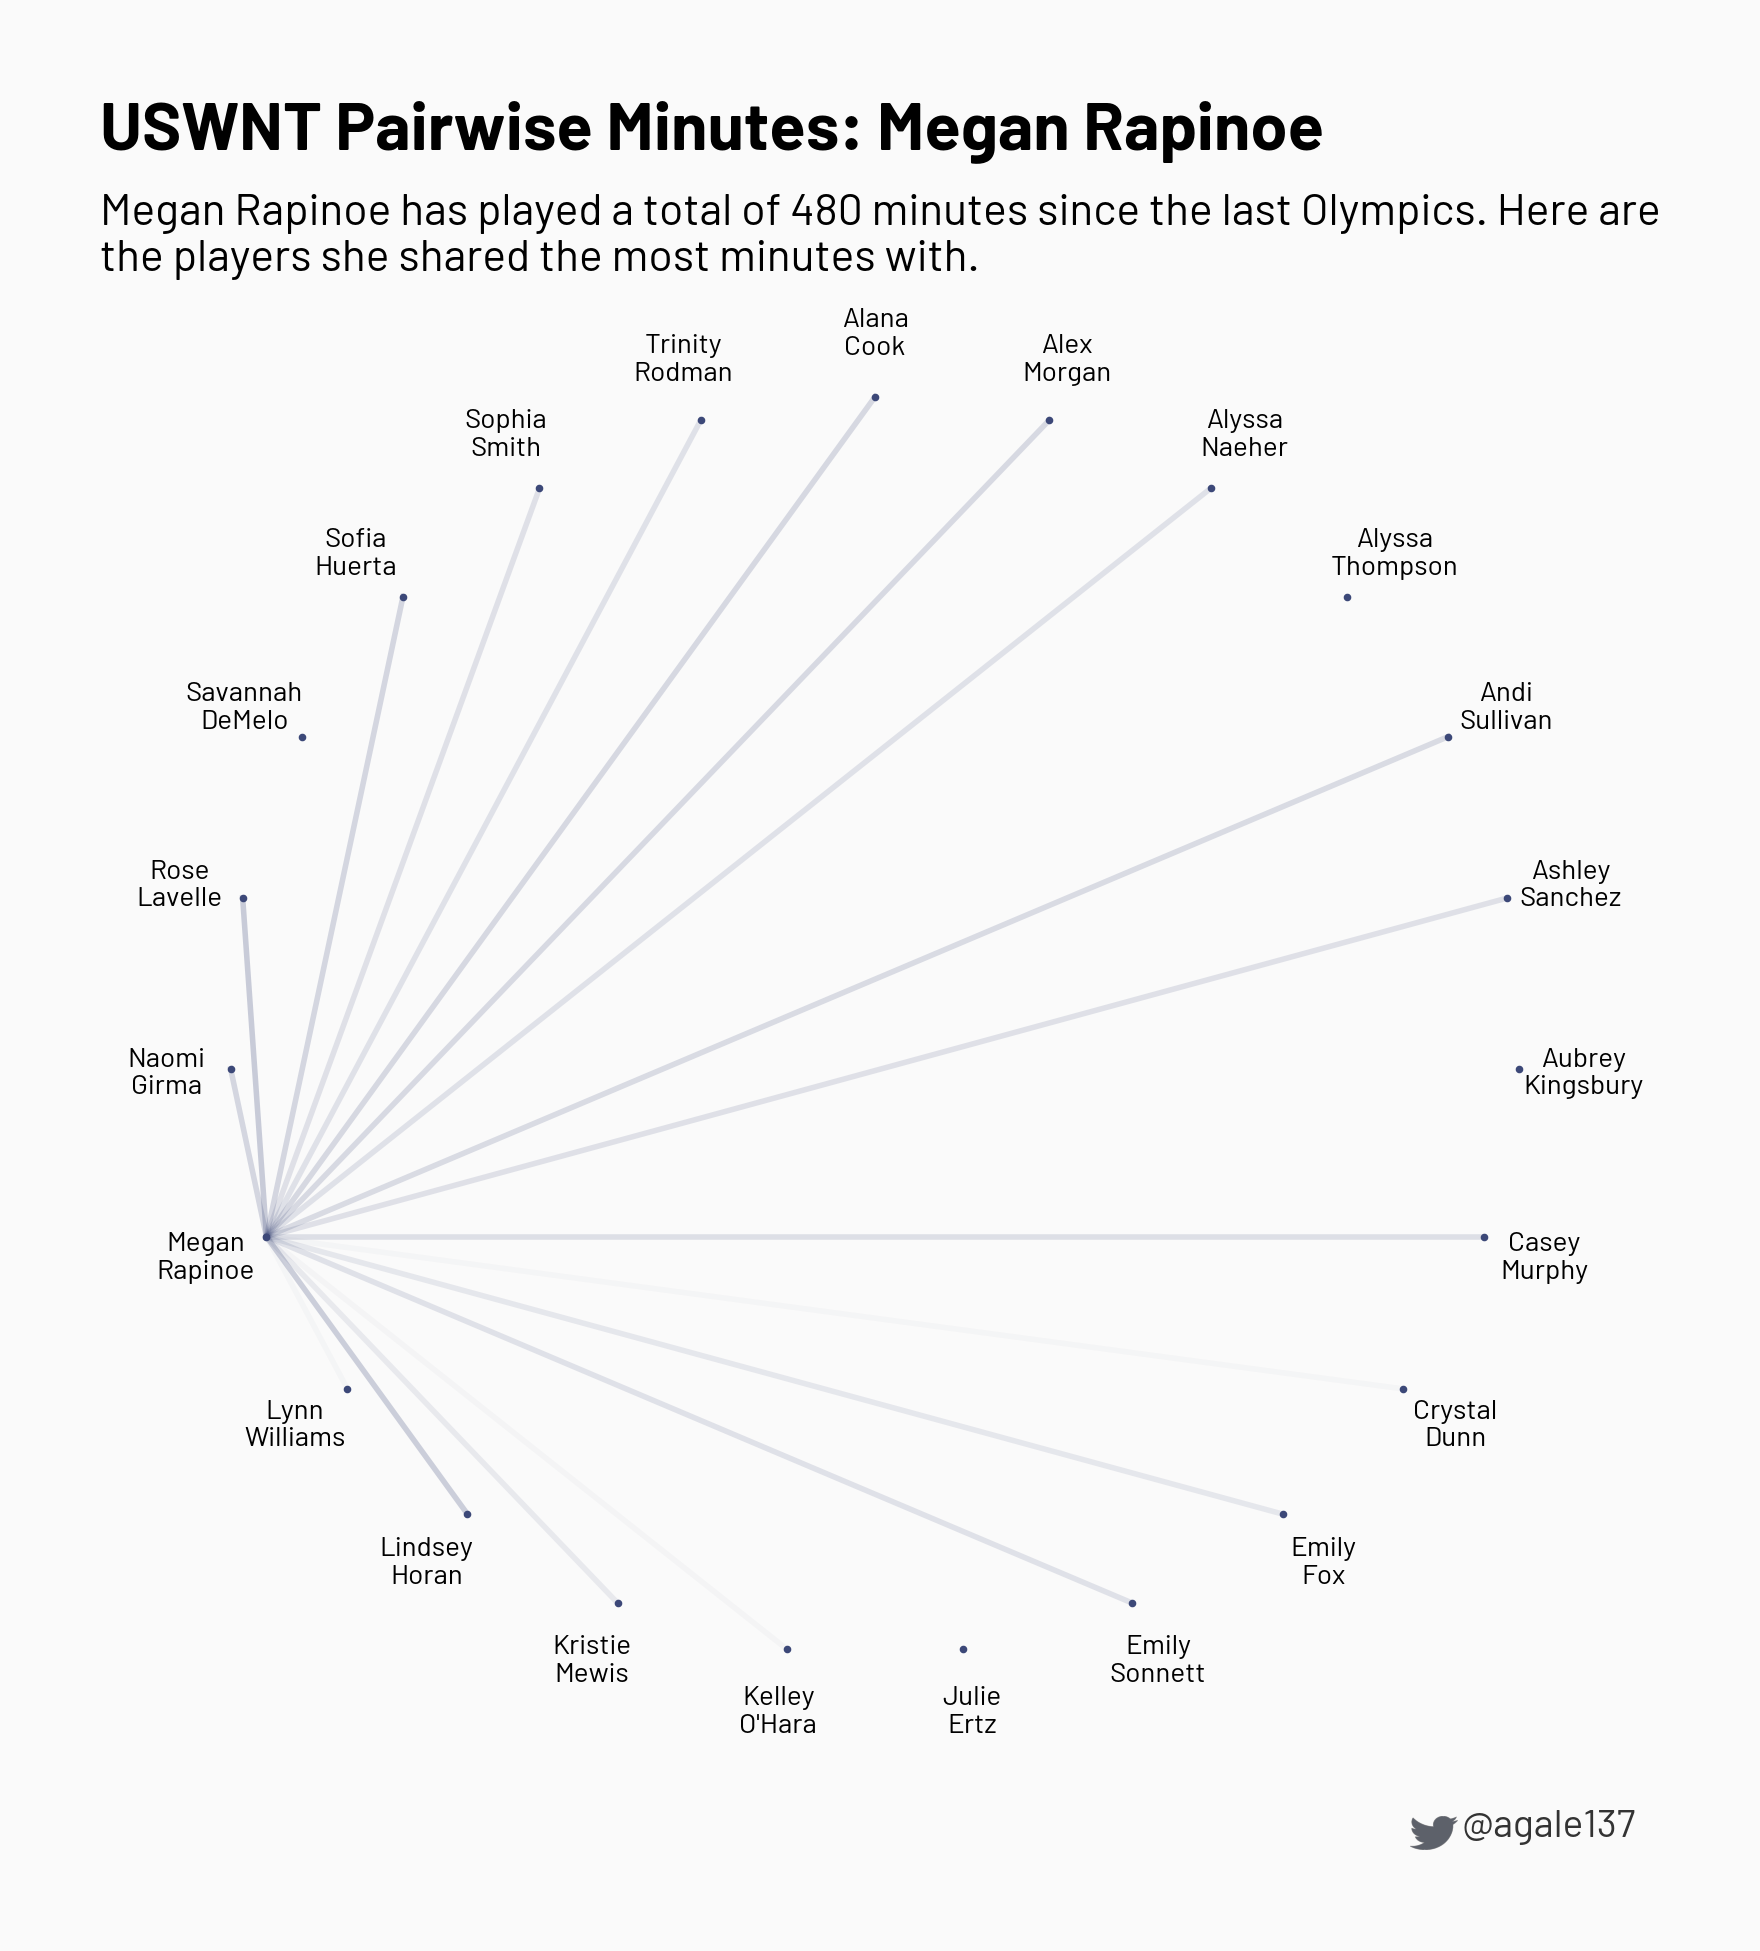 USWNT Pairwise Minutes: Megan Rapinoe
Megan Rapinoe has played a total of 480 minutes since the last Olympics. Here are
the players she shared the most minutes with.
Alana
Cook
Trinity
Rodman
Alex
Morgan
Sophia
Smith
Alyssa
Naeher
Sofia
Huerta
Alyssa
Thompson
Savannah
DeMelo
Andi
Sullivan
Rose
Lavelle
Ashley
Sanchez
Naomi
Girma
Aubrey
Kingsbury
Megan
Rapinoe
Casey
Murphy
Lynn
Williams
Crystal
Dunn
Lindsey
Horan
Emily
Fox
Kristie
Mewis
Emily
Sonnett
Kelley
O'Hara
Julie
Ertz
@agale137